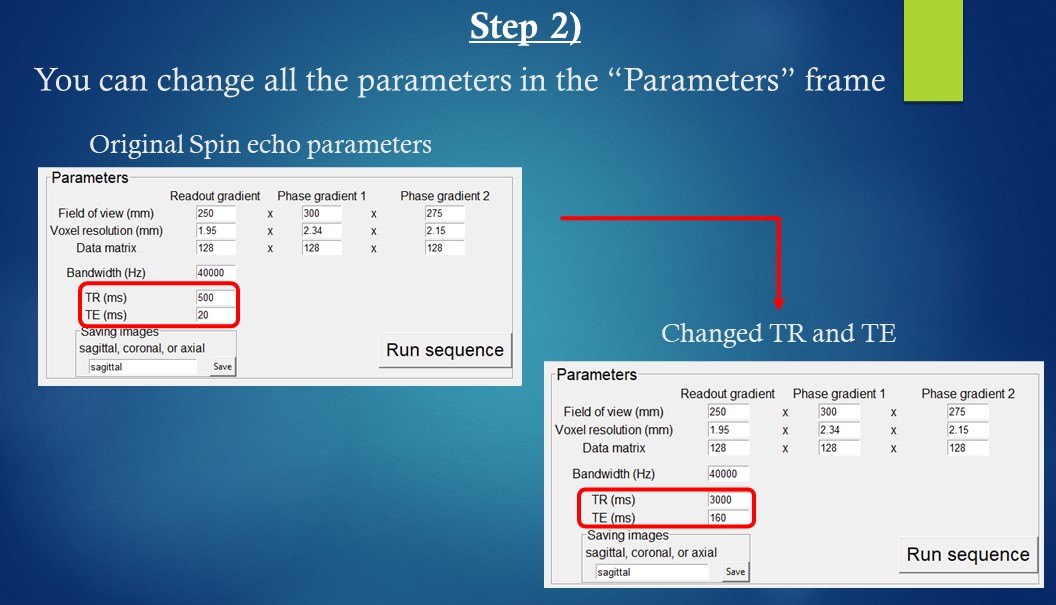 Step 2)
You can change all the parameters in the “Parameters” frame
Original Spin echo parameters
Parameters
Readout gradient Phase gradient 1 Phase gradient 2
Field of view (mm) 250 x 300 x 275
Voxel resolution (mm) 1.95 x 2.34 x 2.15
Data matrix 128 x 128 x 128
Bandwidth (Hz) 40000
TR (ms) 500
TE (ms) 20
Saving images
sagittal, coronal, or axial
sagittal Save
Run sequence
Changed TR and TE
Parameters
Readout gradient Phase gradient 1 Phase gradient 2
Field of view (mm) 250 x 300 x 275
Voxel resolution (mm) 1.95 x 2.34 x 2.15
Data matrix 128 x 128 x 128
Bandwidth (Hz) 40000
TR (ms) 3000
TE (ms) 160
Saving images
sagittal, coronal, or axial
sagittal Save
Run sequence